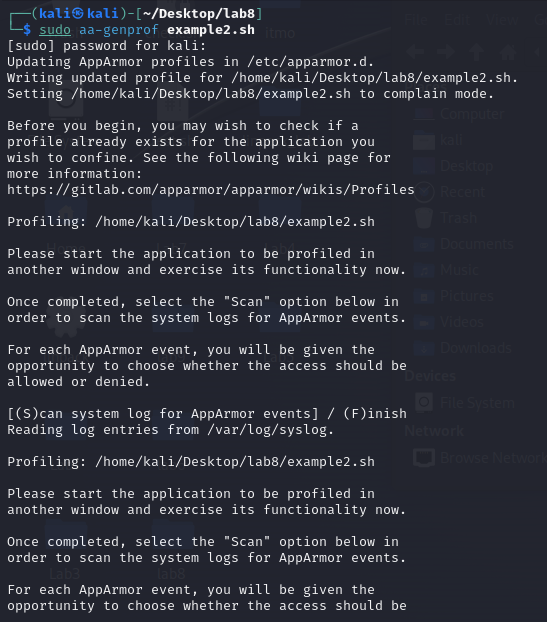 File Edit View Go
(kali㉿kali)-[~/Desktop/lab8]
$ sudo aa-genprof example2.sh
[sudo] password for kali:
Updating AppArmor profiles in /etc/apparmor.d.
Writing updated profile for /home/kali/Desktop/lab8/example2.sh.
Setting /home/kali/Desktop/lab8/example2.sh to complain mode.
Before you begin, you may wish to check if a
profile already exists for the application you
wish to confine. See the following wiki page for
more information:
https://gitlab.com/apparmor/apparmor/wikis/Profiles
Profiling: /home/kali/Desktop/lab8/example2.sh
Please start the application to be profiled in
another window and exercise its functionality now.
Once completed, select the "Scan" option below in
order to scan the system logs for AppArmor events.
For each AppArmor event, you will be given the
opportunity to choose whether the access should be
allowed or denied.
[(S)can system log for AppArmor events] / (F)inish
Reading log entries from /var/log/syslog.
Profiling: /home/kali/Desktop/lab8/example2.sh
Please start the application to be profiled in
another window and exercise its functionality now.
Once completed, select the "Scan" option below in
order to scan the system logs for AppArmor events.
For each AppArmor event, you will be given the
opportunity to choose whether the access should be
Computer
kali
Desktop
Recent
Trash
Documents
Music
Pictures
Videos
Downloads
Devices
File System
Network
Browse Network
Lab3
lab8